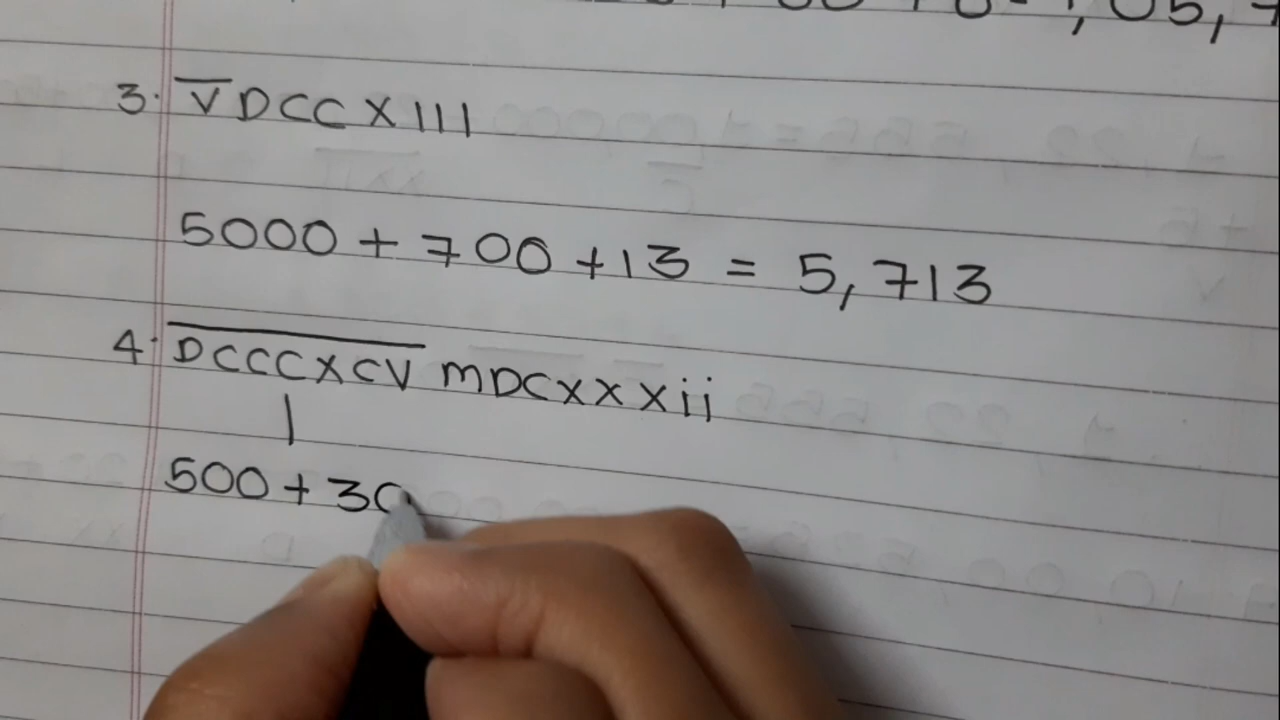 3. V̅DCCXIII
5000 + 700 + 13 = 5,713
4. D̅C̅C̅C̅X̅C̅V̅ MDCXXXii
500 + 30